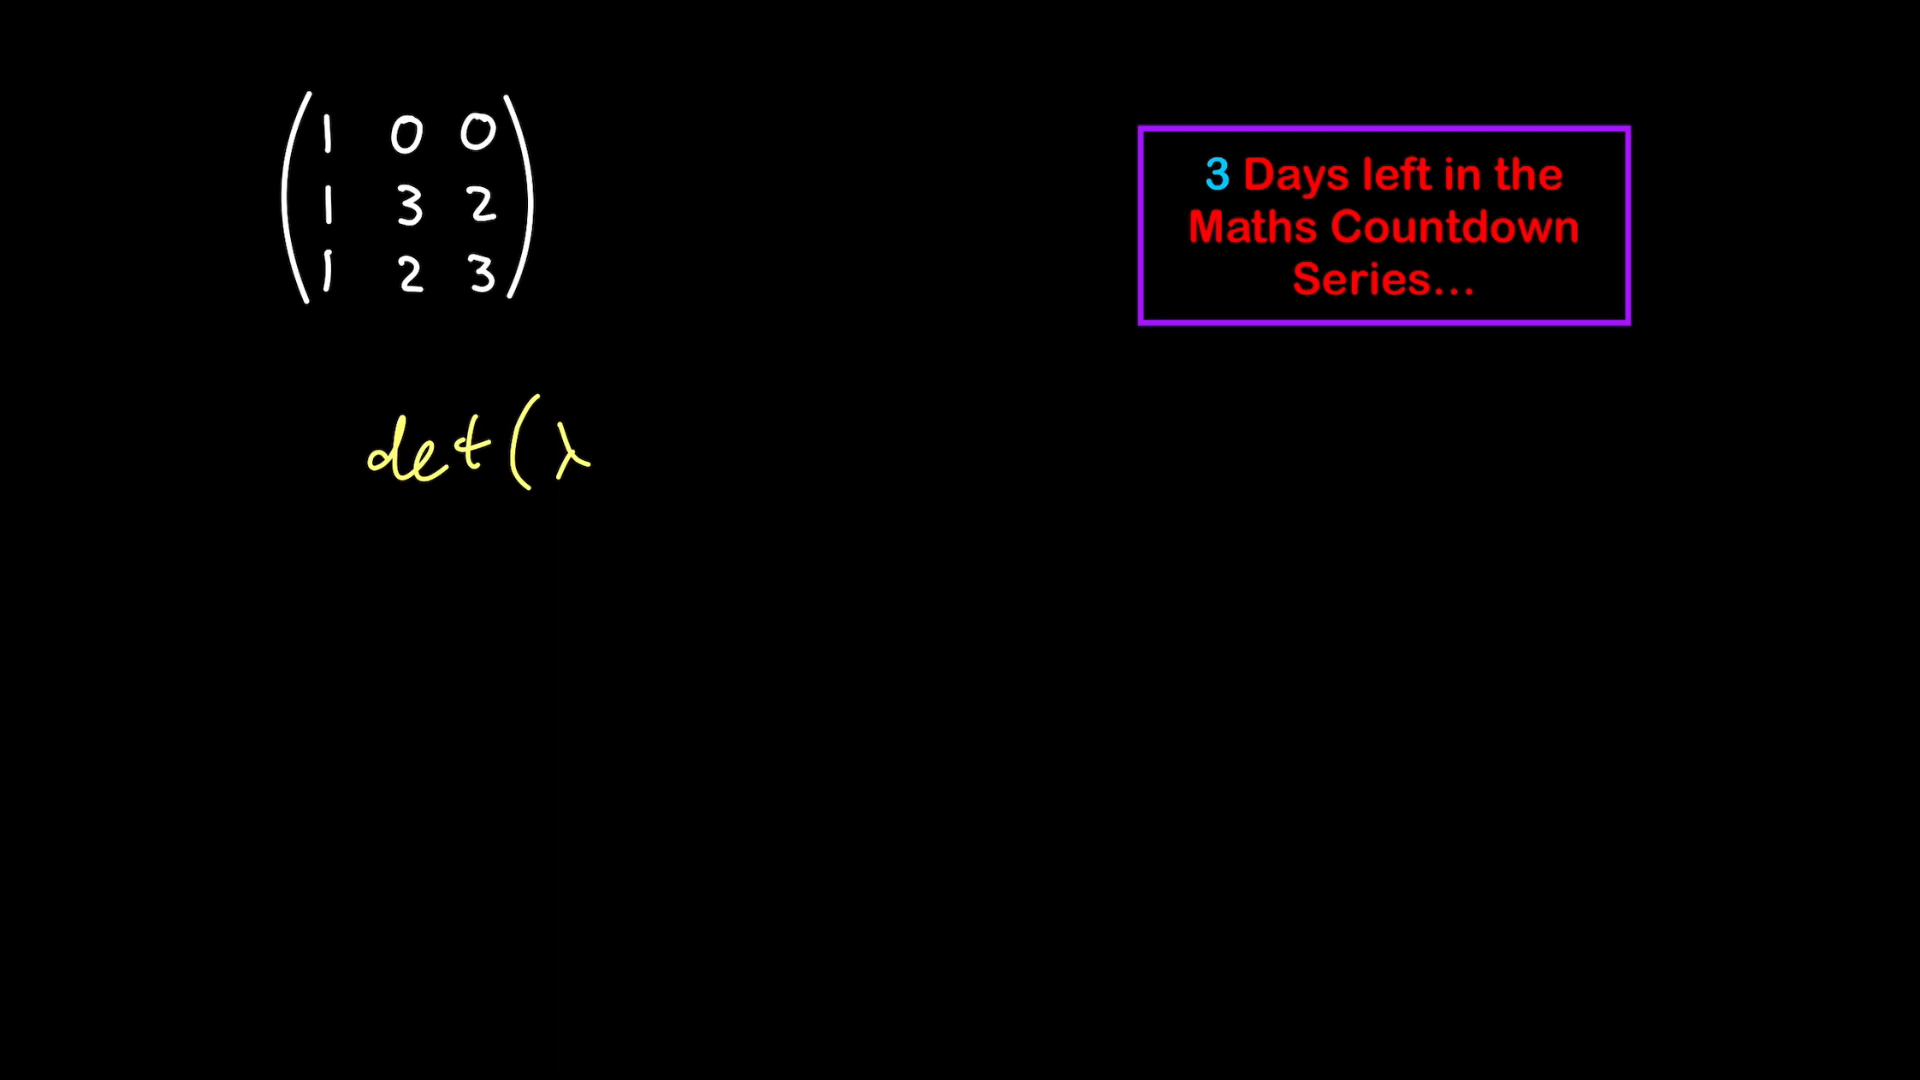 1 0 0
1 3 2
1 2 3
det(λ
3 Days left in the
Maths Countdown
Series...